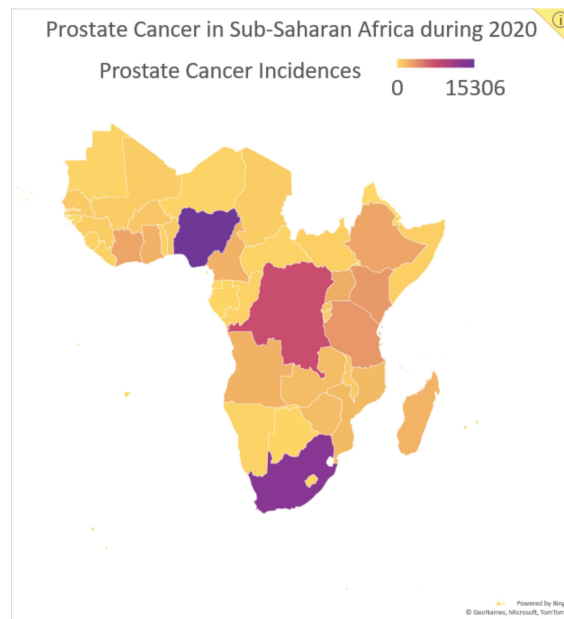 Prostate Cancer in Sub-Saharan Africa during 2020
Prostate Cancer Incidences
0 15306
Powered by Bing
© GeoNames, Microsoft, TomTom